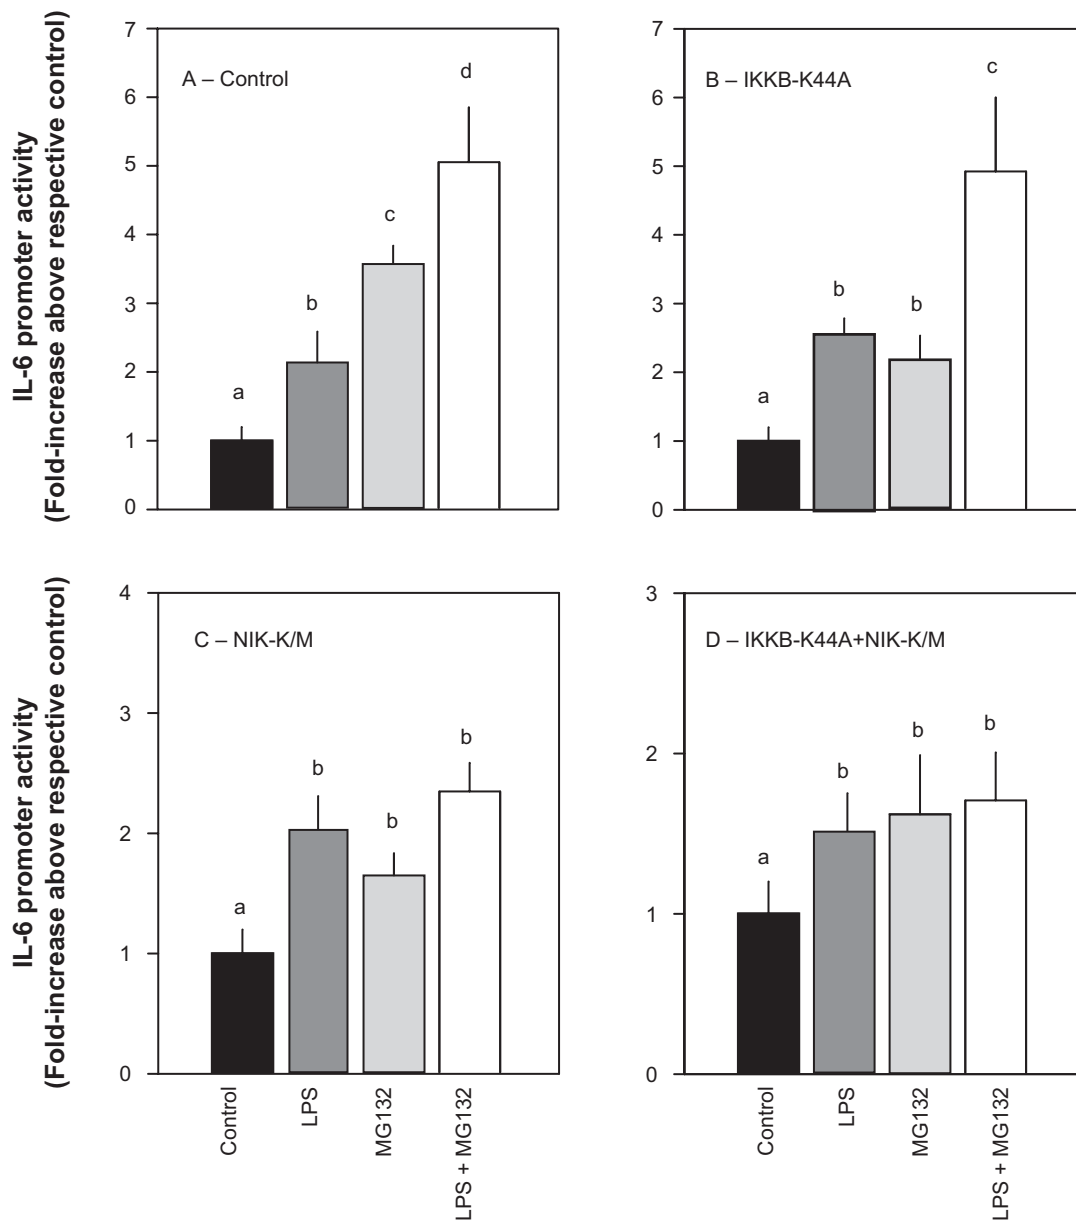 IL-6 promoter activity
(Fold-increase above respective control)
7
6
5
4
3
2
1
0
A – Control
a
b
c
d
7
6
5
4
3
2
1
0
B – IKKB-K44A
a
b
b
c
IL-6 promoter activity
(Fold-increase above respective control)
4
3
2
1
0
C – NIK-K/M
a
b
b
b
Control
LPS
MG132
LPS + MG132
3
2
1
0
D – IKKB-K44A+NIK-K/M
a
b
b
b
Control
LPS
MG132
LPS + MG132